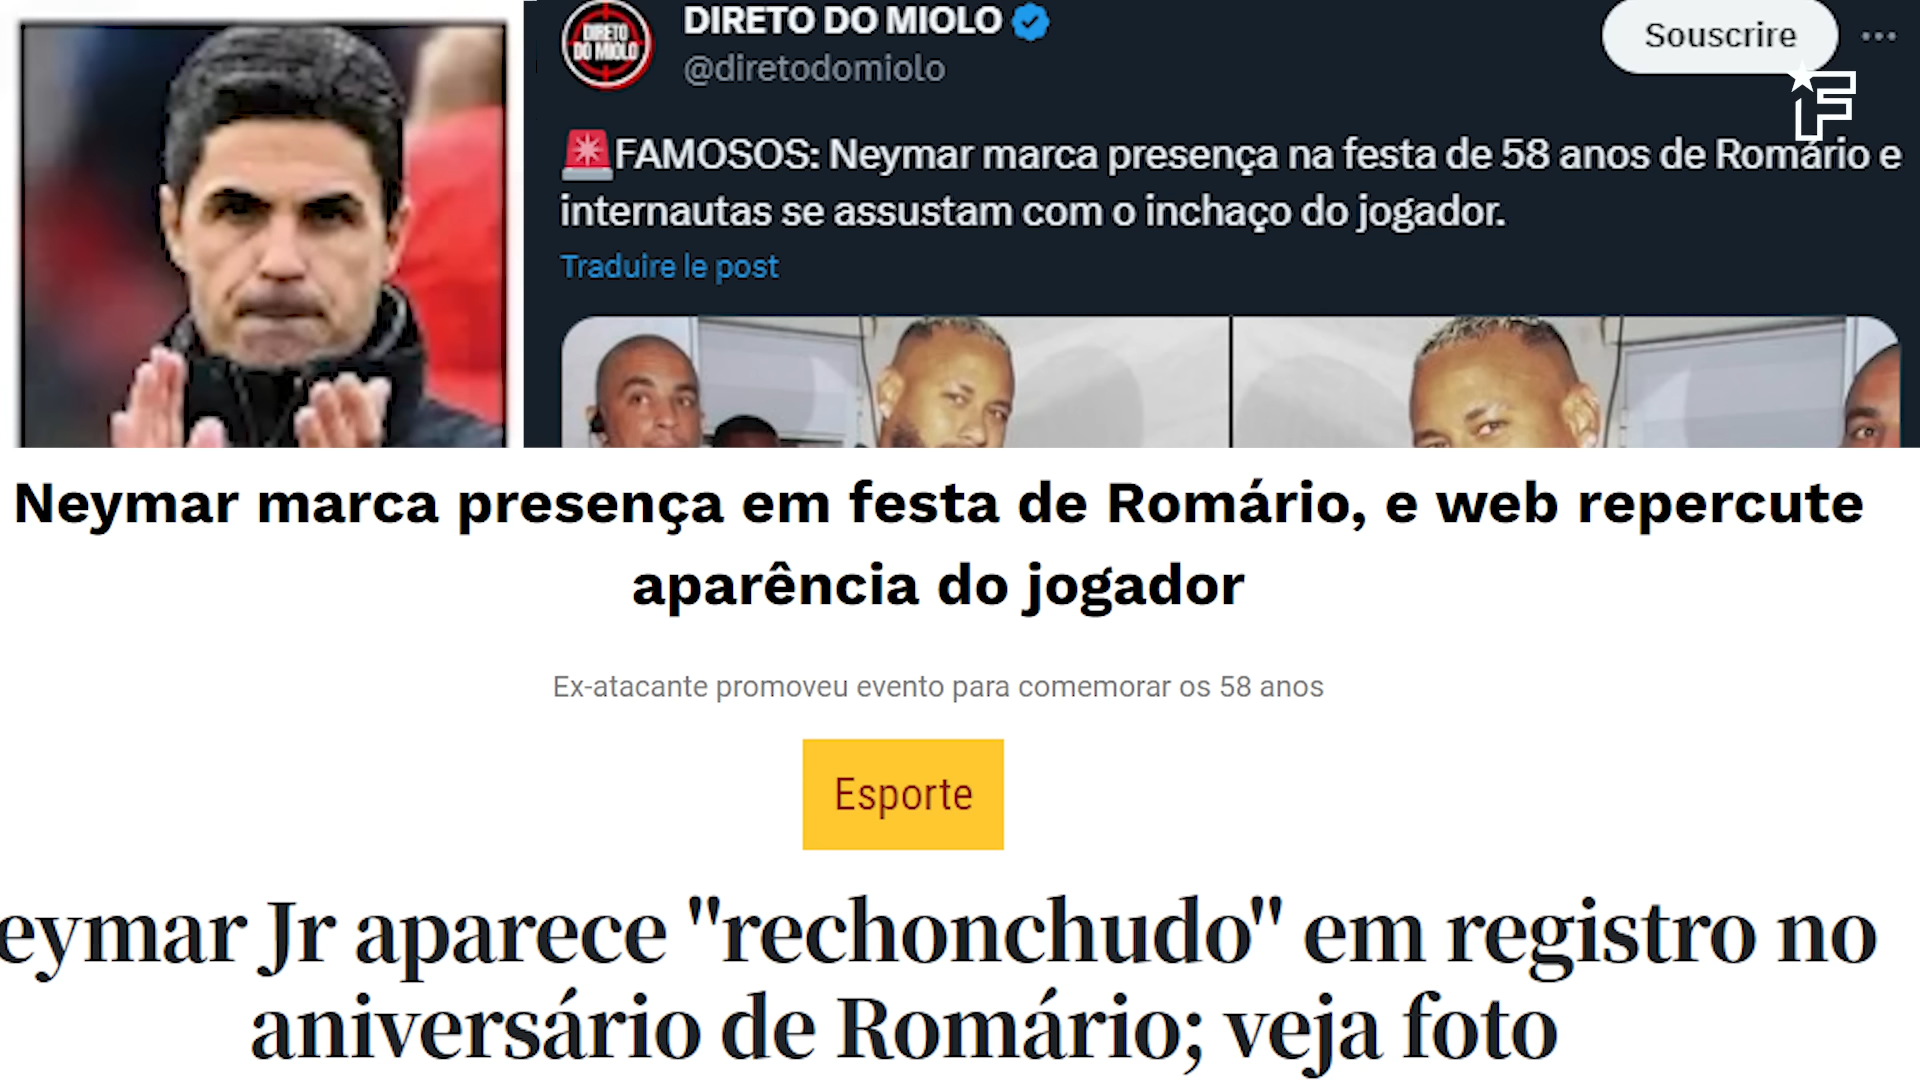 DIRETO DO MIOLO
DIRETO
DO MIOLO
@diretodomiolo
Souscrire
F
🚨FAMOSOS: Neymar marca presença na festa de 58 anos de Romário e
internautas se assustam com o inchaço do jogador.
Traduire le post
Neymar marca presença em festa de Romário, e web repercute
aparência do jogador
Ex-atacante promoveu evento para comemorar os 58 anos
Esporte
eymar Jr aparece "rechonchudo" em registro no
aniversário de Romário; veja foto